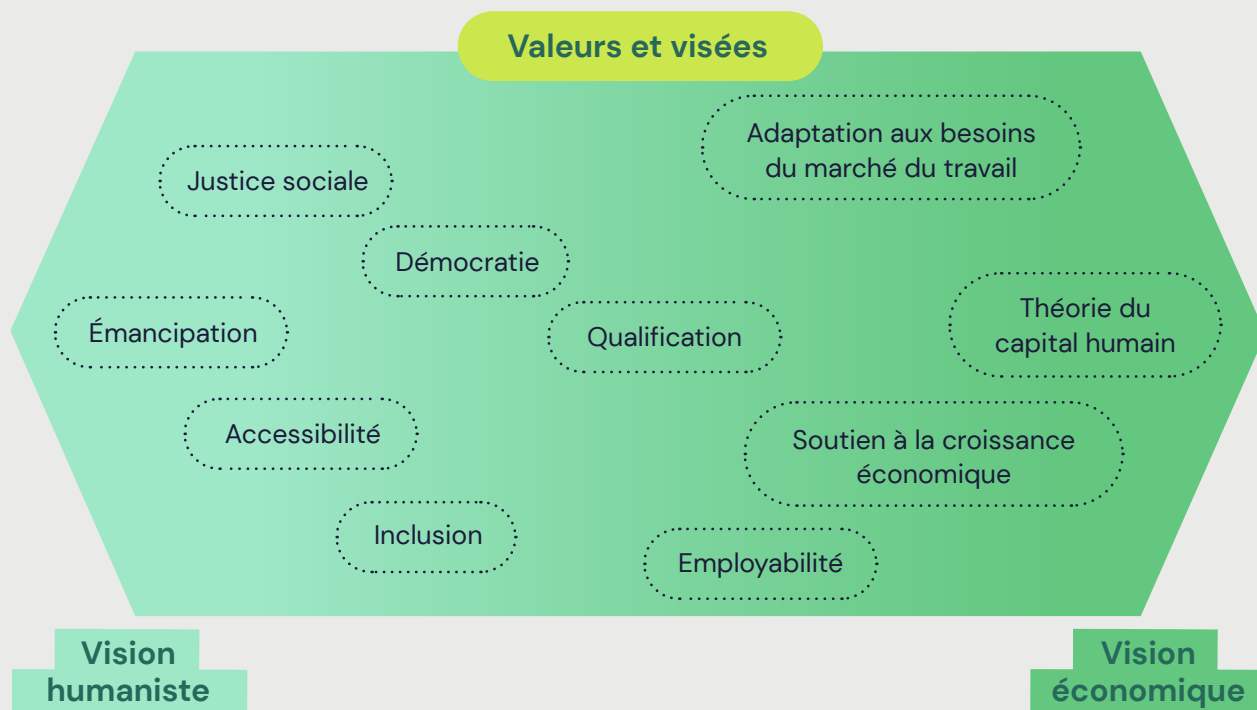 Valeurs et visées
Adaptation aux besoins
du marché du travail
Justice sociale
Démocratie
Émancipation
Qualification
Théorie du
capital humain
Accessibilité
Soutien à la croissance
économique
Inclusion
Employabilité
Vision
humaniste
Vision
économique